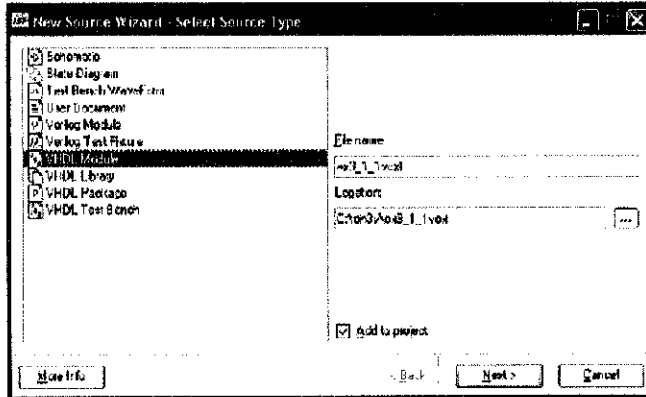 New Source Wizard - Select Source Type
Schematic
State Diagram
Test Bench Waveform
User Document
Verilog Module
Verilog Test Fixture
VHDL Module
VHDL Library
VHDL Package
VHDL Test Bench
File name
Location:
...
Add to project
More Info
< Back
Next >
Cancel